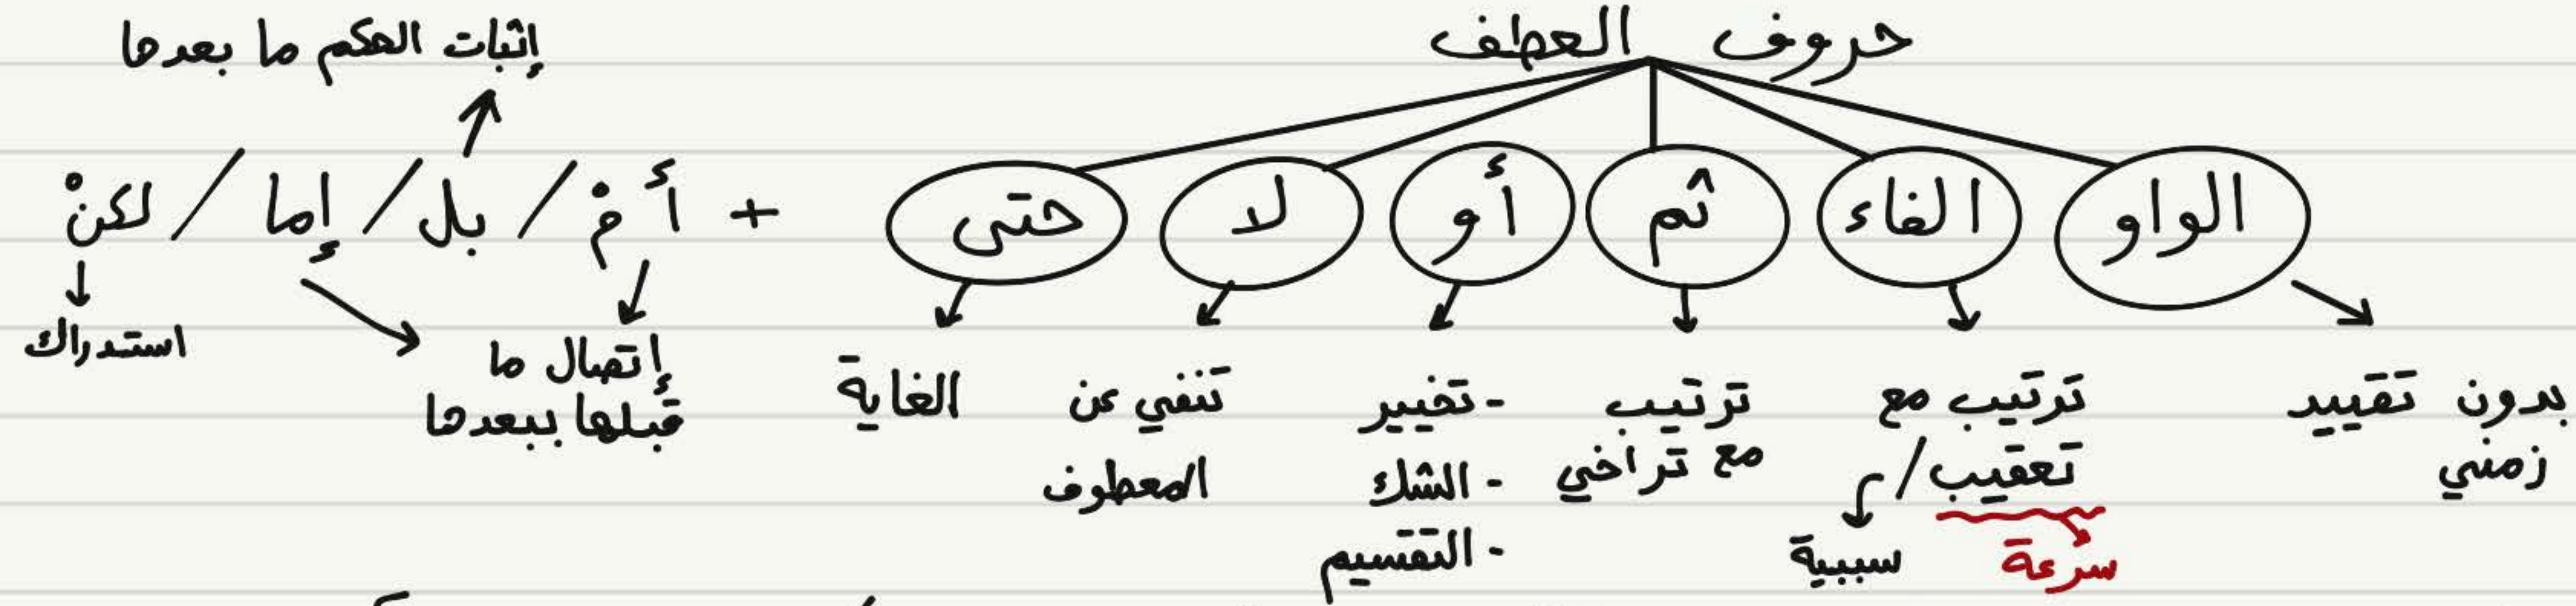 حروف العطف
إثبات الحكم ما بعدها
الواو
الفاء
ثم
أو
لا
حتى
+ أمْ / بل / إما / لكنْ
بدون تقييد
زمني
ترتيب مع
تعقيب /
سرعة
سببية
ترتيب
مع تراخي
- تخيير
- الشك
- التقسيم
تنفي عن
المعطوف
الغاية
إتصال ما
قبلها ببعدها
استدراك